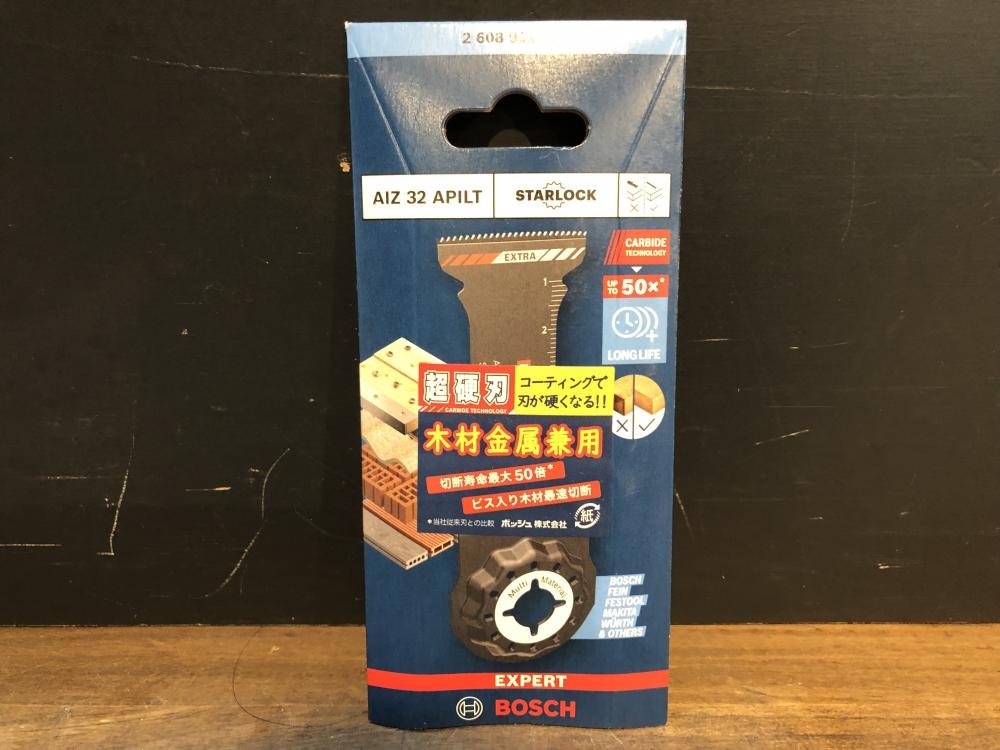 2 608
AIZ 32 APILT
STARLOCK
CARBIDE
TECHNOLOGY
EXTRA
UP TO 50×*
1
2
LONG LIFE
超硬刃
CARBIDE TECHNOLOGY
コーティングで
刃が硬くなる!!
木材金属兼用
切断寿命最大50倍*
ビス入り木材最速切断
*当社従来刃との比較 ボッシュ株式会社
紙
Multi Material
BOSCH
FEIN
FESTOOL
MAKITA
WÜRTH
& OTHERS
EXPERT
BOSCH